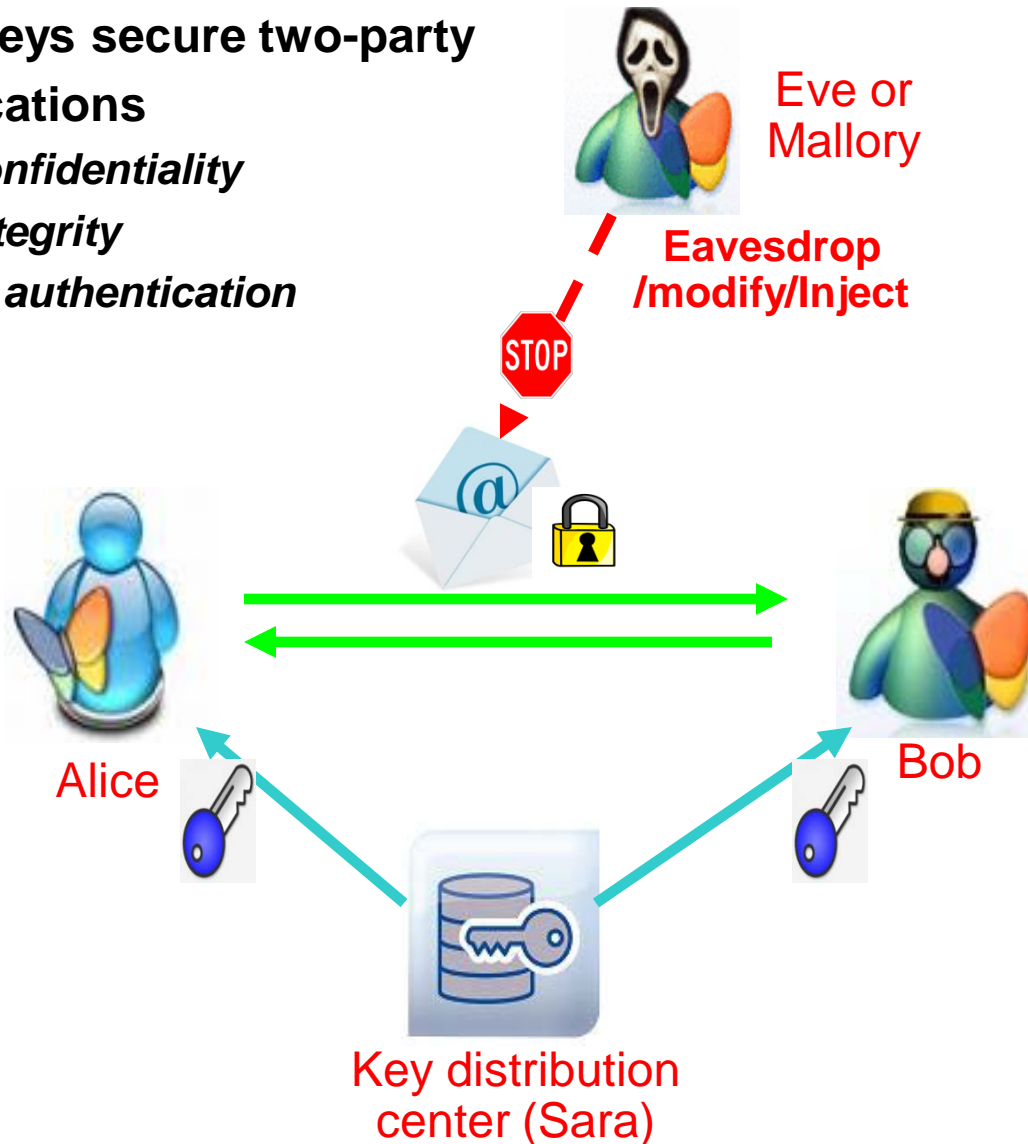 eys secure two-party
cations
onfidentiality
tegrity
authentication
Eve or
Mallory
Eavesdrop
/modify/Inject
STOP
@
Alice
Bob
Key distribution
center (Sara)